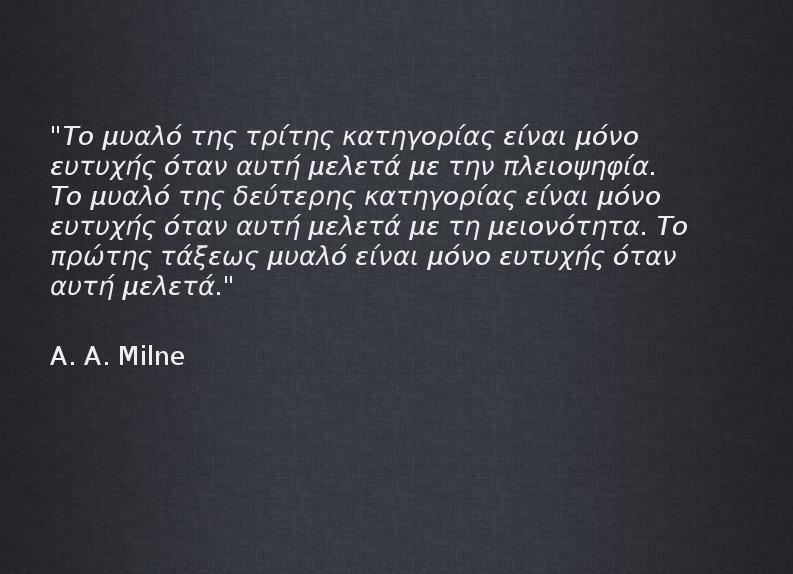 "Το μυαλό της τρίτης κατηγορίας είναι μόνο
ευτυχής όταν αυτή μελετά με την πλειοψηφία.
Το μυαλό της δεύτερης κατηγορίας είναι μόνο
ευτυχής όταν αυτή μελετά με τη μειονότητα. Το
πρώτης τάξεως μυαλό είναι μόνο ευτυχής όταν
αυτή μελετά."
A. A. Milne